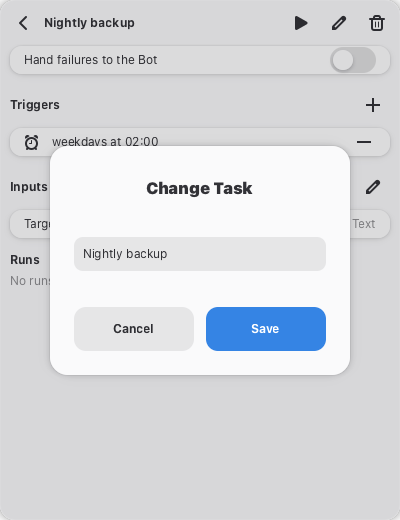 Nightly backup
Hand failures to the Bot
Triggers
weekdays at 02:00
Inputs
Text
Runs
No runs
Change Task
Nightly backup
Cancel
Save